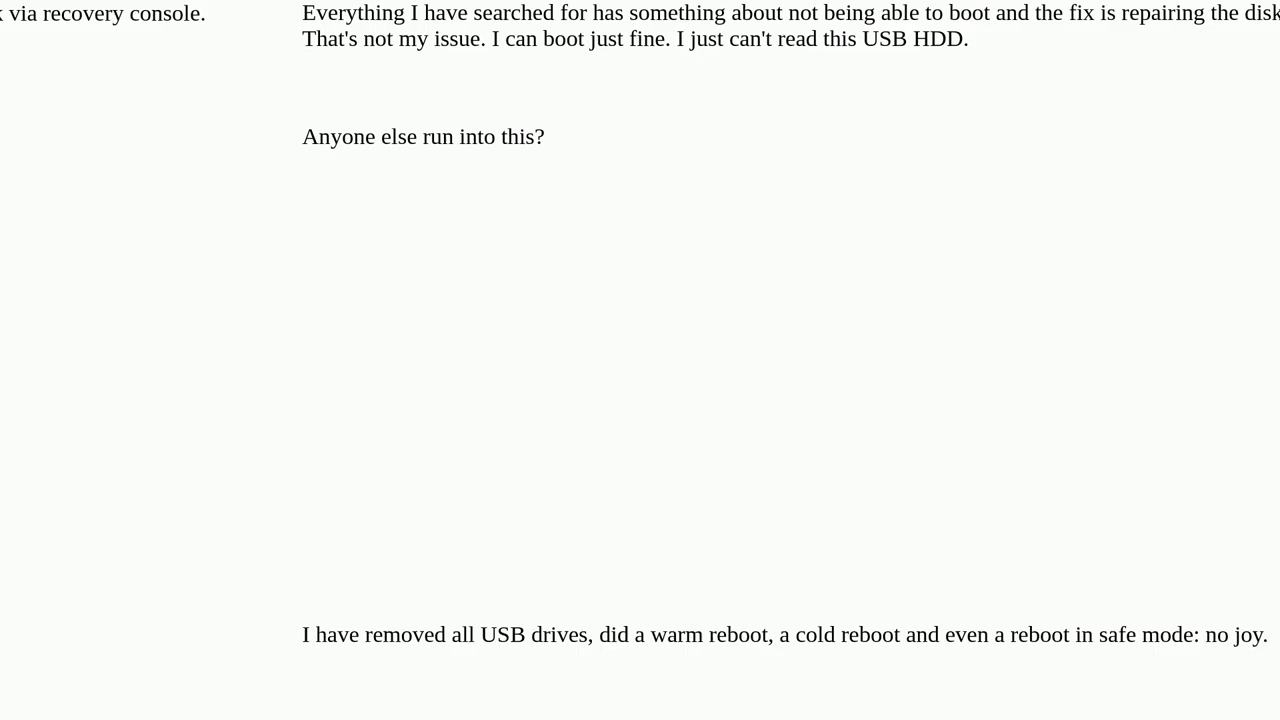 Everything I have searched for has something about not being able to boot and the fix is repairing the disk via recovery console.
That's not my issue. I can boot just fine. I just can't read this USB HDD.
Anyone else run into this?
I have removed all USB drives, did a warm reboot, a cold reboot and even a reboot in safe mode: no joy.